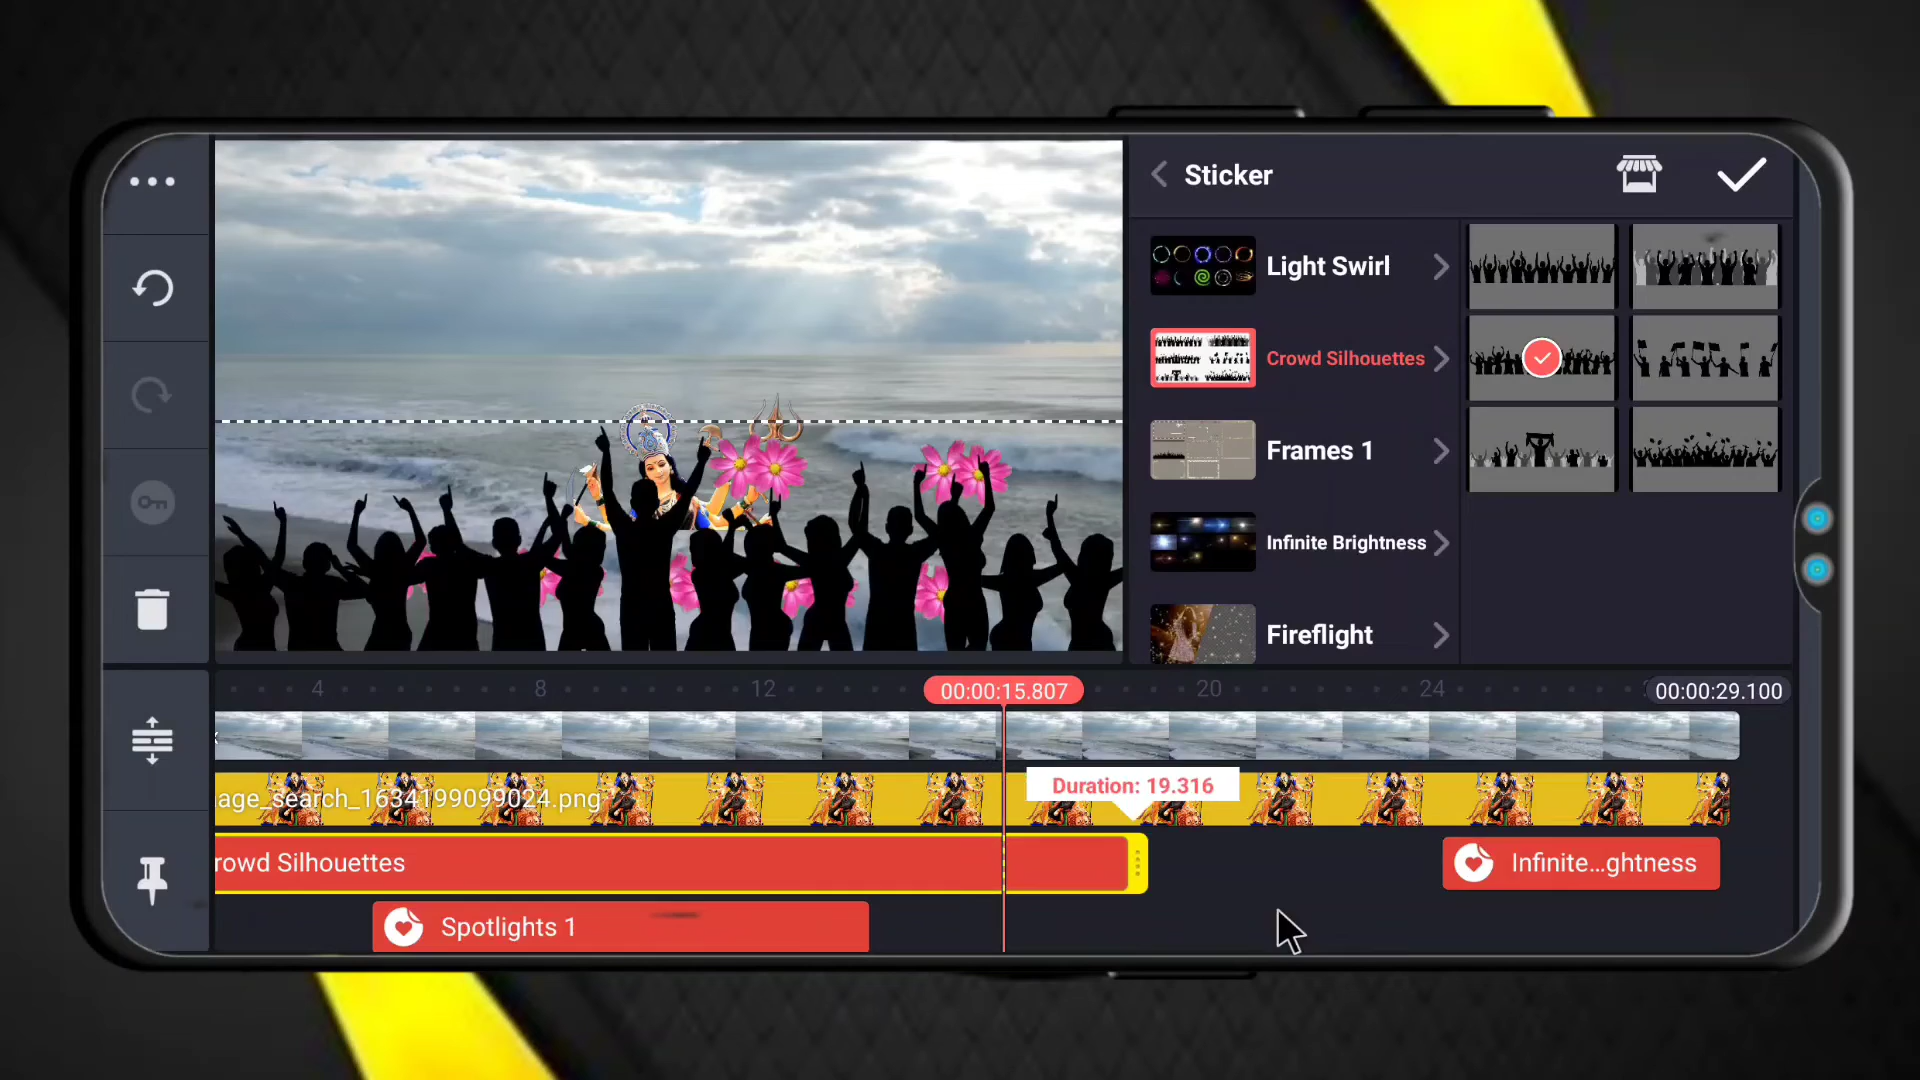 Sticker
Light Swirl
Crowd Silhouettes
Frames 1
Infinite Brightness
Fireflight
4
8
12
00:00:15.807
20
24
00:00:29.100
Duration: 19.316
age_search_1634199099024.png
rowd Silhouettes
Infinite...ghtness
Spotlights 1